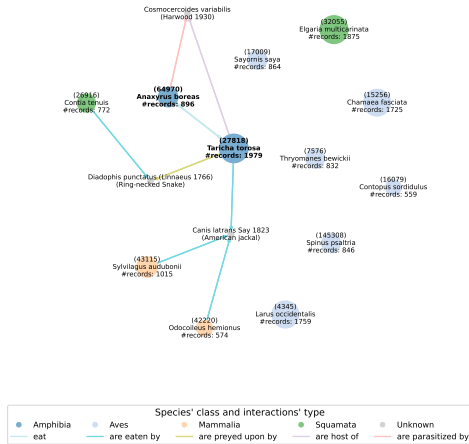 Cosmocercoides variabilis
(Harwood 1930)
(32055)
Elgaria multicarinata
#records: 1875
(17009)
Sayornis saya
#records: 864
(26916)
Contia tenuis
#records: 772
(64970)
Anaxyrus boreas
#records: 896
(15256)
Chamaea fasciata
#records: 1725
(27818)
Taricha torosa
#records: 1979
(7576)
Thryomanes bewickii
#records: 832
Diadophis punctatus (Linnaeus 1766)
(Ring-necked Snake)
(16079)
Contopus sordidulus
#records: 559
Canis latrans Say 1823
(American jackal)
(145308)
Spinus psaltria
#records: 846
(43115)
Sylvilagus audubonii
#records: 1015
(4345)
Larus occidentalis
#records: 1759
(42220)
Odocoileus hemionus
#records: 574
Species' class and interactions' type
Amphibia Aves Mammalia Squamata Unknown
eat are eaten by are preyed upon by are host of are parasitized by